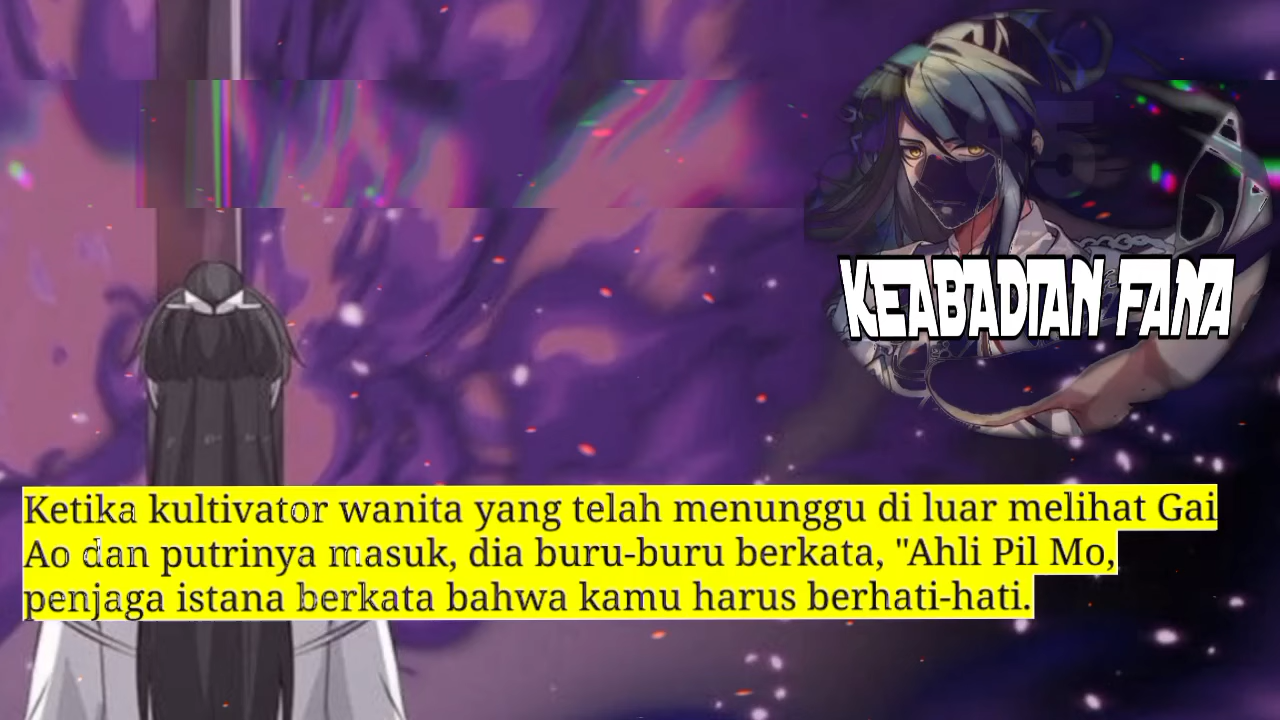 KEABADIAN FANA
Ketika kultivator wanita yang telah menunggu di luar melihat Gai
Ao dan putrinya masuk, dia buru-buru berkata, "Ahli Pil Mo,
penjaga istana berkata bahwa kamu harus berhati-hati.